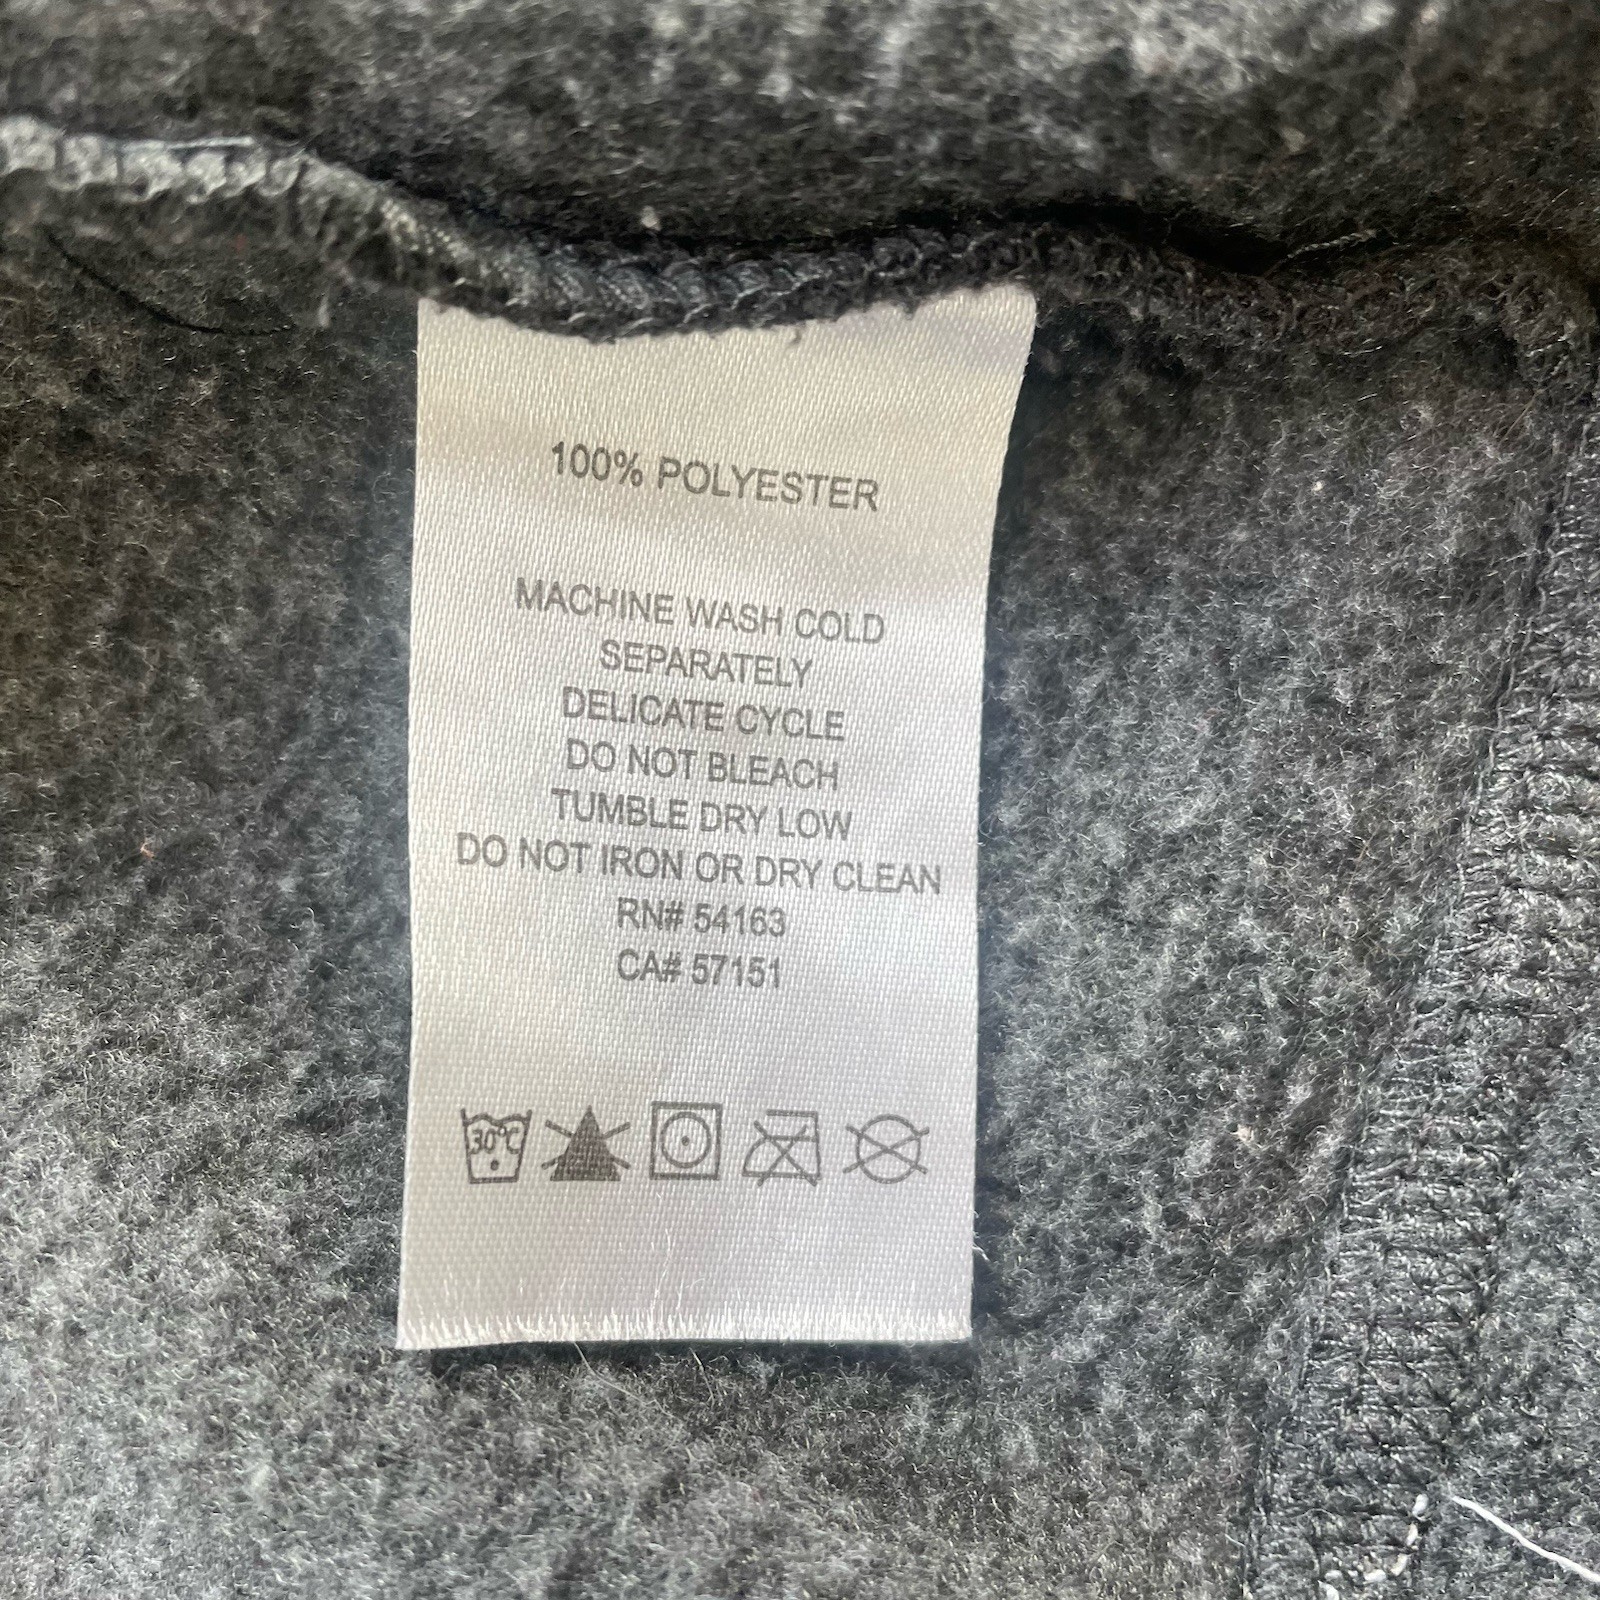 100% POLYESTER
MACHINE WASH COLD
SEPARATELY
DELICATE CYCLE
DO NOT BLEACH
TUMBLE DRY LOW
DO NOT IRON OR DRY CLEAN
RN# 54163
CA# 57151
30°C